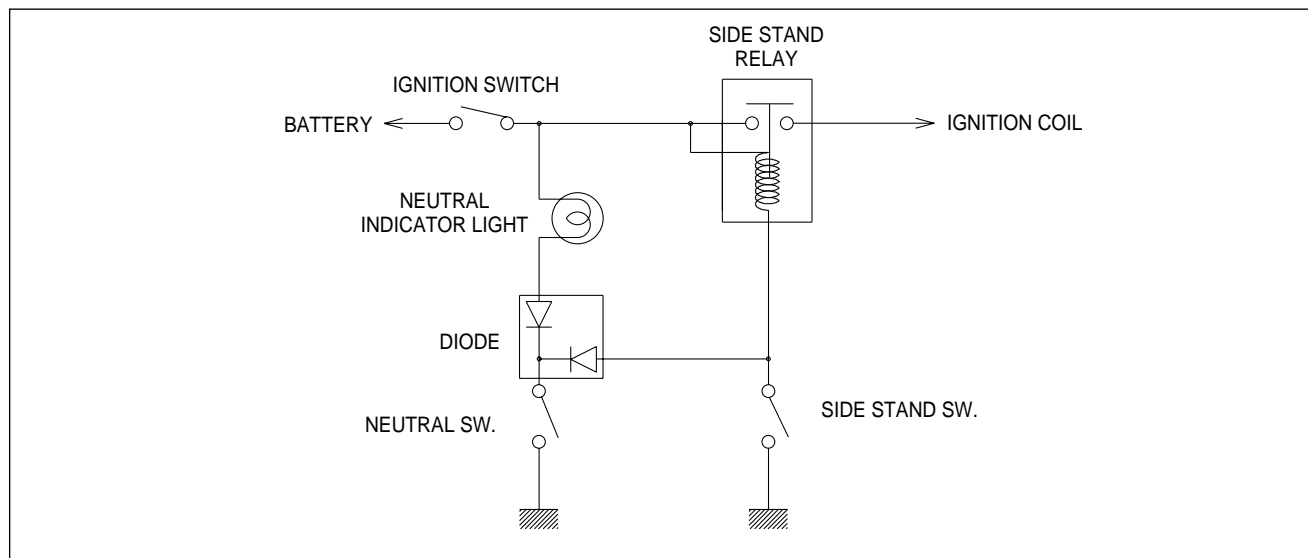 SIDE STAND
RELAY
IGNITION SWITCH
BATTERY
IGNITION COIL
NEUTRAL
INDICATOR LIGHT
DIODE
NEUTRAL SW.
SIDE STAND SW.